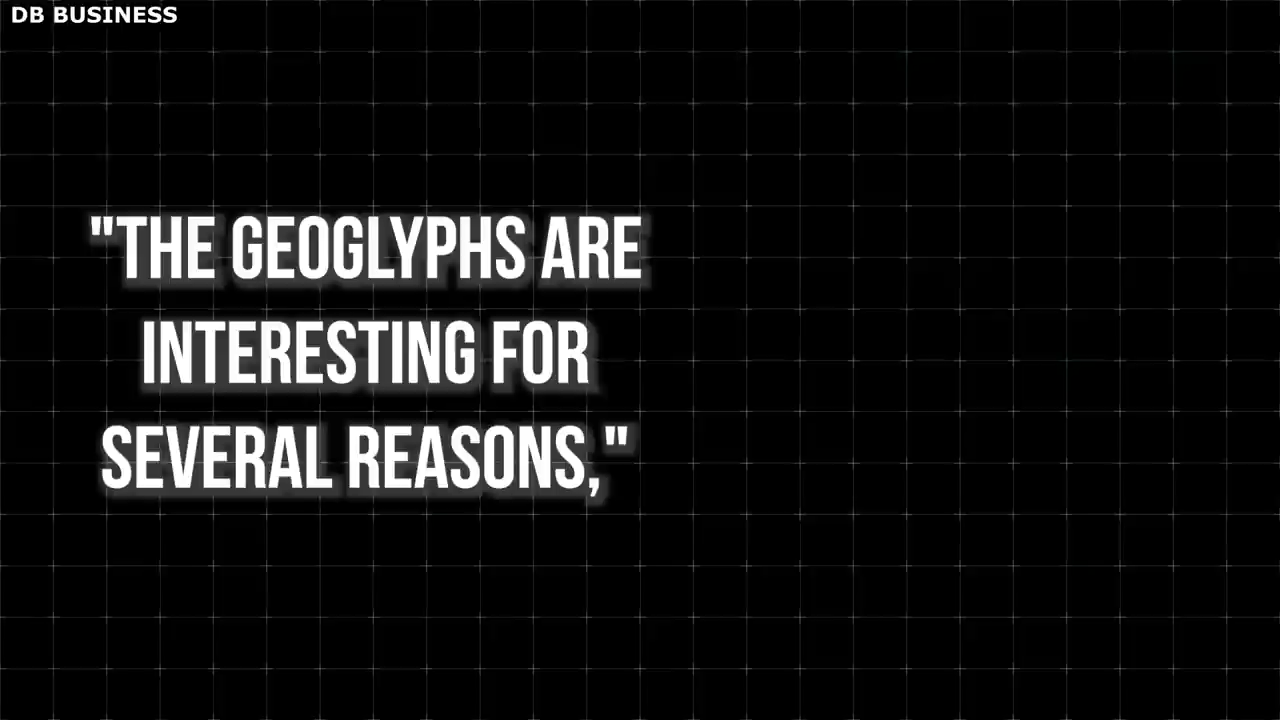 DB BUSINESS
"THE GEOGLYPHS ARE
INTERESTING FOR
SEVERAL REASONS,"